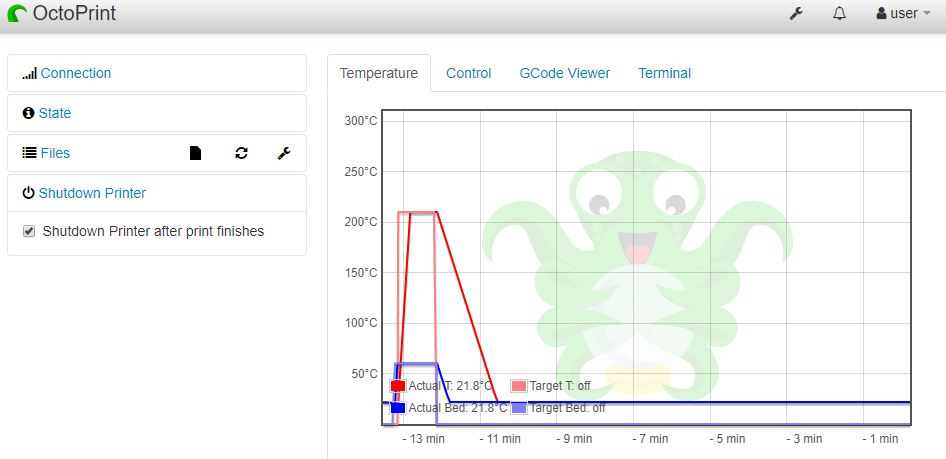 OctoPrint
user
Connection
State
Files
Shutdown Printer
Shutdown Printer after print finishes
Temperature Control GCode Viewer Terminal
300°C
250°C
200°C
150°C
100°C
50°C
Actual T: 21.8°C Target T: off
Actual Bed: 21.8°C Target Bed: off
- 13 min - 11 min - 9 min - 7 min - 5 min - 3 min - 1 min